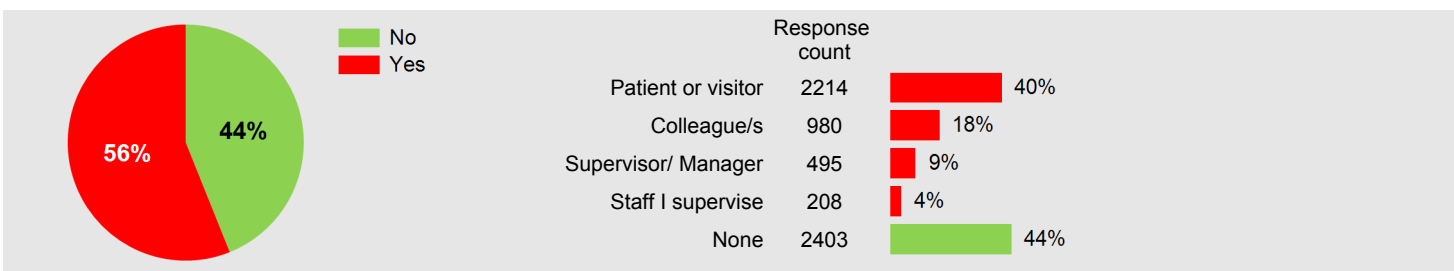 No
Yes
44%
56%
Response
count
Patient or visitor 2214 40%
Colleague/s 980 18%
Supervisor/ Manager 495 9%
Staff I supervise 208 4%
None 2403 44%